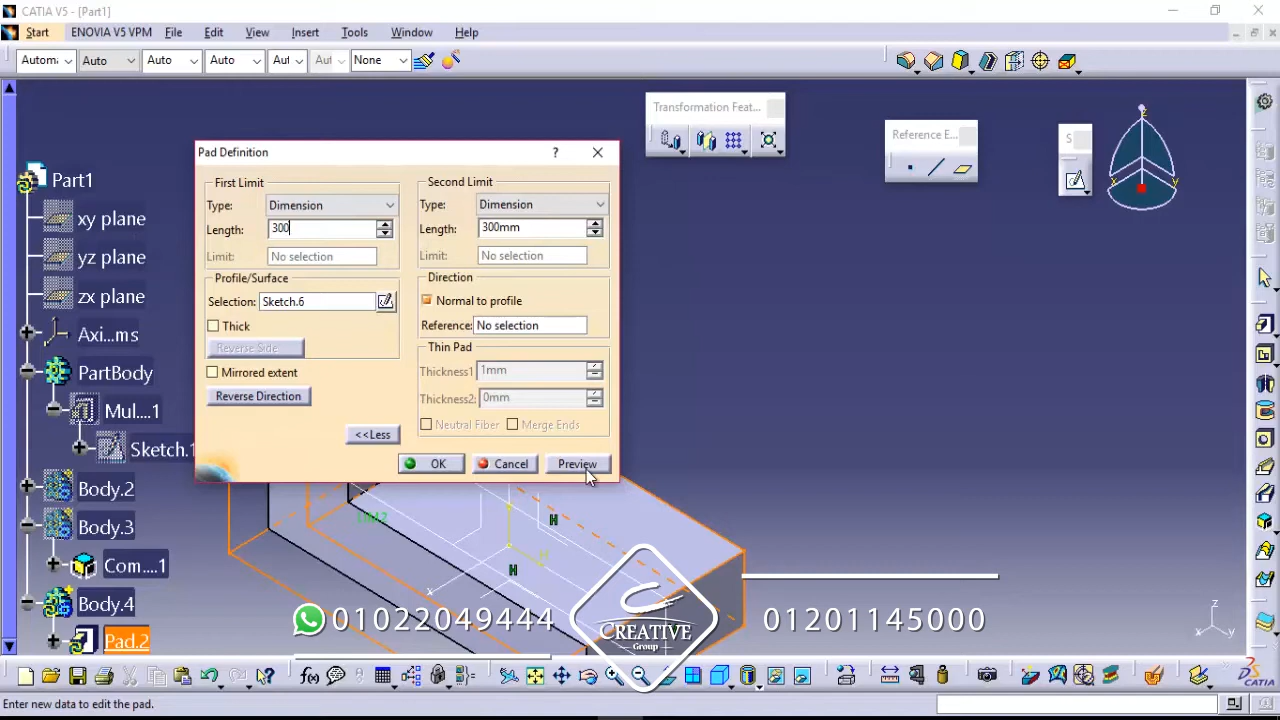 CATIA V5 - [Part1]
Start ENOVIA V5 VPM File Edit View Insert Tools Window Help
Automa Auto Auto Auto Aut Aut None
Transformation Feat...
Reference E...
S
z
x y
Part1
xy plane
yz plane
zx plane
Axi...ms
PartBody
Mul....1
Sketch.1
Body.2
Body.3
Com....1
Body.4
Pad.2
Pad Definition ? 
First Limit
Type: Dimension
Length: 300
Limit: No selection
Profile/Surface
Selection: Sketch.6
Thick
Reverse Side
Mirrored extent
Reverse Direction
<<Less
Second Limit
Type: Dimension
Length: 300mm
Limit: No selection
Direction
Normal to profile
Reference: No selection
Thin Pad
Thickness1 1mm
Thickness2: 0mm
Neutral Fiber Merge Ends
OK Cancel Preview
LIM2
H
H
x
01022049444
CREATIVE
Group
01201145000
z
x y
f(x)
CATIA
Enter new data to edit the pad.